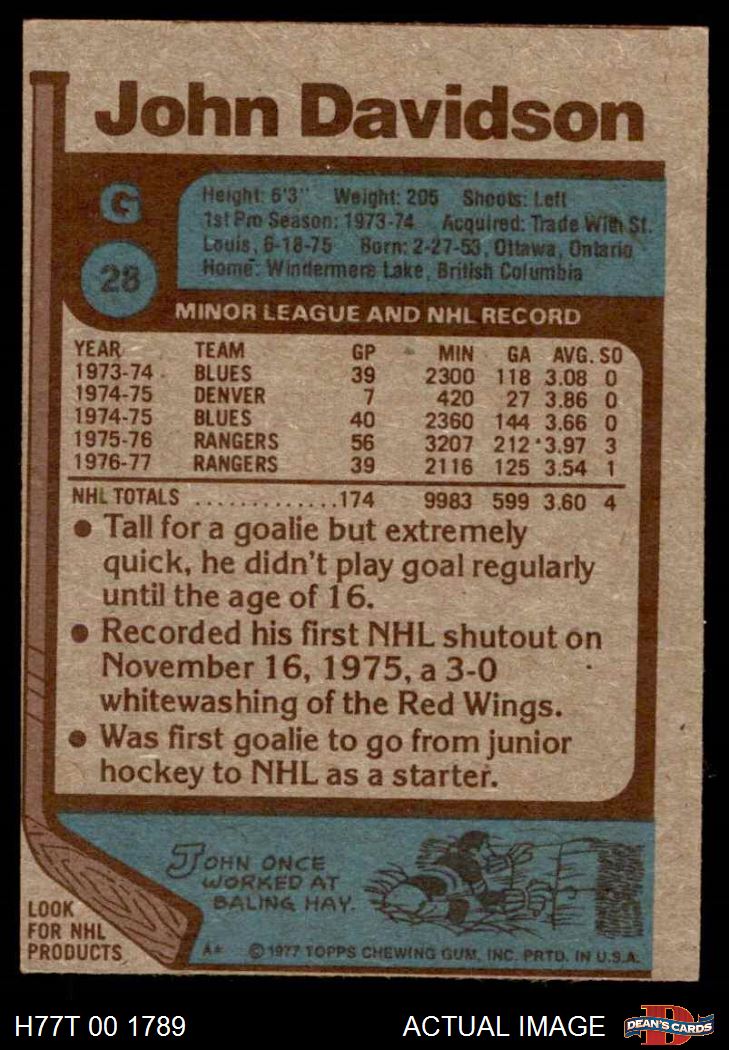 John Davidson
G
28
Height: 6'3" Weight: 205 Shoots: Left
1st Pro Season: 1973-74 Acquired: Trade With St.
Louis, 6-18-75 Born: 2-27-53, Ottawa, Ontario
Home: Windermere Lake, British Columbia
MINOR LEAGUE AND NHL RECORD
YEAR TEAM GP MIN GA AVG. SO
1973-74 BLUES 39 2300 118 3.08 0
1974-75 DENVER 7 420 27 3.86 0
1974-75 BLUES 40 2360 144 3.66 0
1975-76 RANGERS 56 3207 212 3.97 3
1976-77 RANGERS 39 2116 125 3.54 1
NHL TOTALS ..............174 9983 599 3.60 4
● Tall for a goalie but extremely
quick, he didn't play goal regularly
until the age of 16.
● Recorded his first NHL shutout on
November 16, 1975, a 3-0
whitewashing of the Red Wings.
● Was first goalie to go from junior
hockey to NHL as a starter.
JOHN ONCE
WORKED AT
BALING HAY.
LOOK
FOR NHL
PRODUCTS
A* © 1977 TOPPS CHEWING GUM, INC. PRTD. IN U.S.A.
H77T 00 1789 ACTUAL IMAGE
D
DEAN'S CARDS